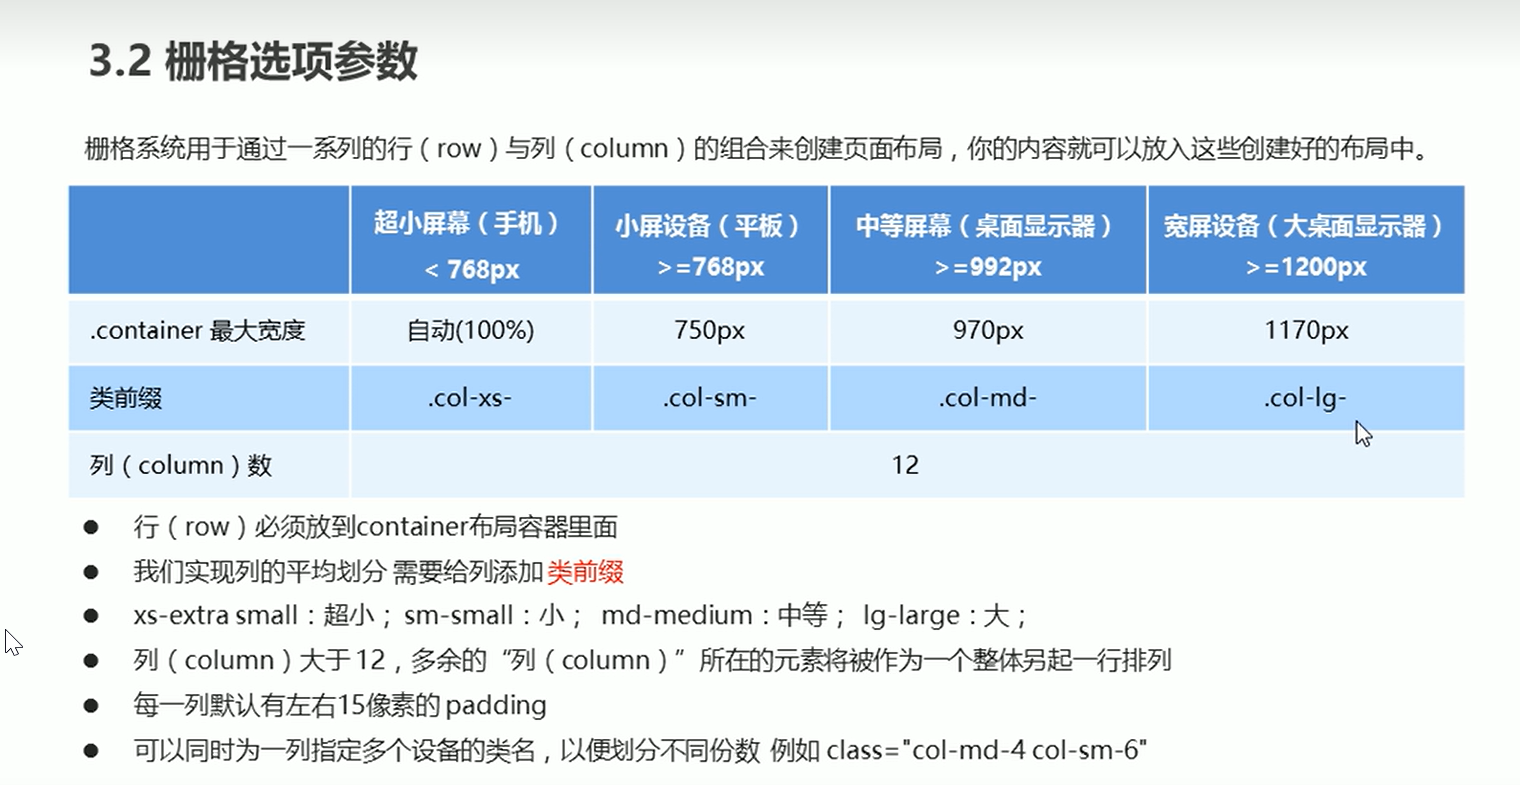 3.2 栅格选项参数
栅格系统用于通过一系列的行（row）与列（column）的组合来创建页面布局，你的内容就可以放入这些创建好的布局中。
超小屏幕（手机） 小屏设备（平板） 中等屏幕（桌面显示器） 宽屏设备（大桌面显示器）
< 768px >=768px >=992px >=1200px
.container 最大宽度 自动(100%) 750px 970px 1170px
类前缀 .col-xs- .col-sm- .col-md- .col-lg-
列（column）数 12
● 行（row）必须放到container布局容器里面
● 我们实现列的平均划分 需要给列添加 类前缀
● xs-extra small：超小； sm-small：小； md-medium：中等； lg-large：大；
● 列（column）大于 12，多余的“列（column）”所在的元素将被作为一个整体另起一行排列
● 每一列默认有左右15像素的 padding
● 可以同时为一列指定多个设备的类名，以便划分不同份数 例如 class="col-md-4 col-sm-6"